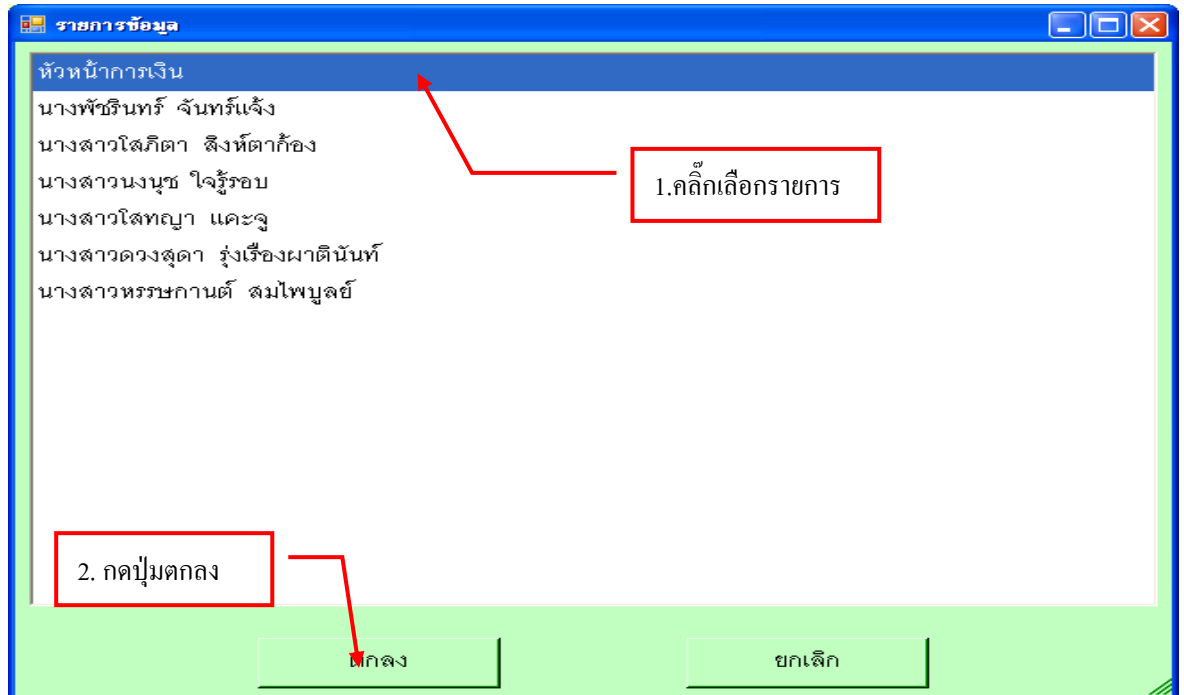 รายการข้อมูล
หัวหน้าการเงิน
นางพัชรินทร์ จันทร์แจ้ง
นางสาวโสภิตา สิงห์ตาก้อง
นางสาวนงนุช ใจรู้รอบ
นางสาวโสทญา แคะจู
นางสาวดวงสุดา รุ่งเรืองผาตินันท์
นางสาวหรรษกานต์ สมไพบูลย์
1.คลิ๊กเลือกรายการ
2. กดปุ่มตกลง
ตกลง
ยกเลิก